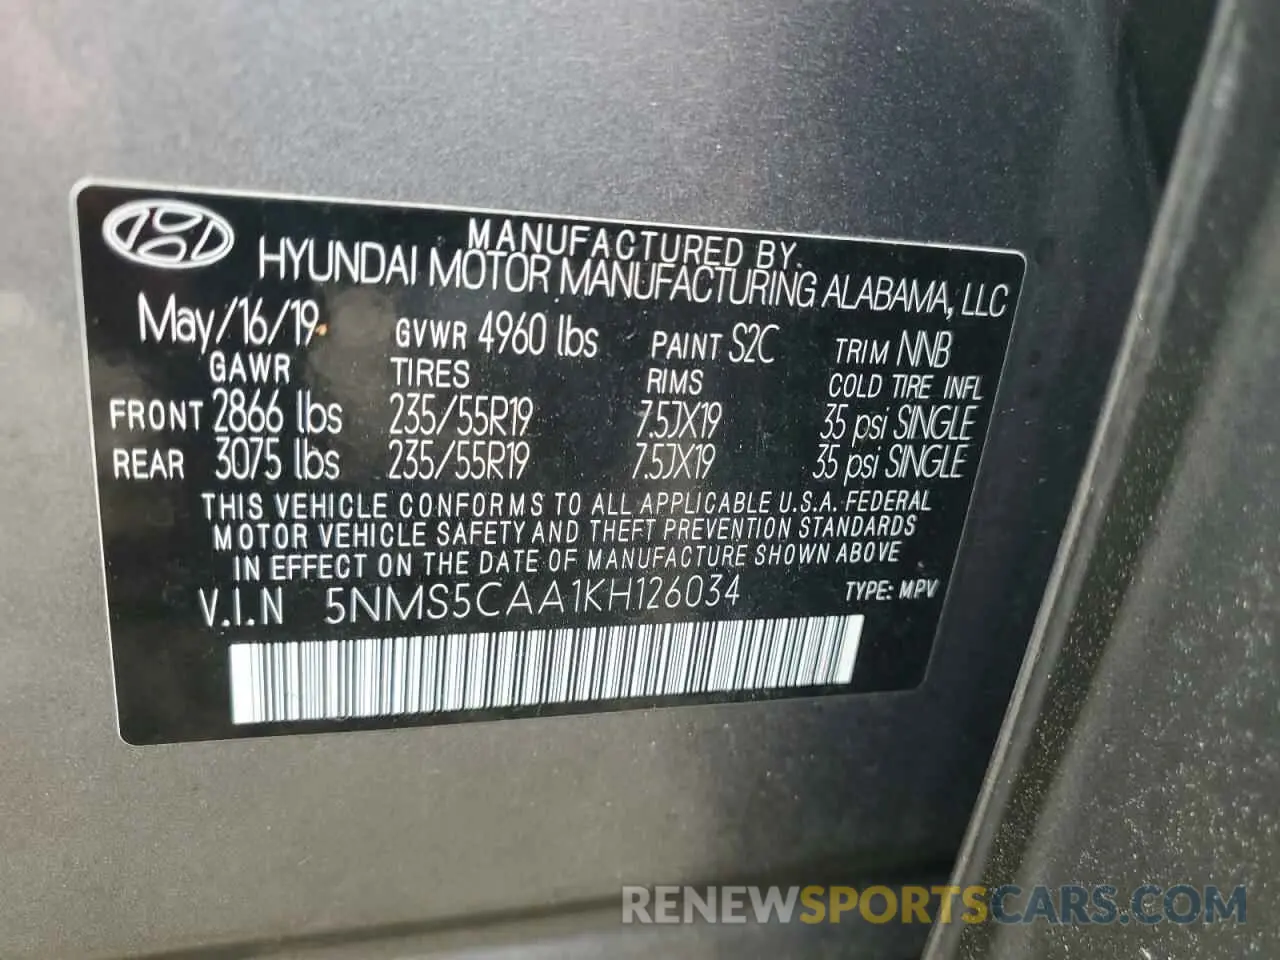 MANUFACTURED BY.
HYUNDAI MOTOR MANUFACTURING ALABAMA, LLC
May/16/19 GVWR 4960 lbs PAINT S2C TRIM NNB
GAWR TIRES RIMS COLD TIRE INFL
FRONT 2866 lbs 235/55R19 7.5JX19 35 psi SINGLE
REAR 3075 lbs 235/55R19 7.5JX19 35 psi SINGLE
THIS VEHICLE CONFORMS TO ALL APPLICABLE U.S.A. FEDERAL
MOTOR VEHICLE SAFETY AND THEFT PREVENTION STANDARDS
IN EFFECT ON THE DATE OF MANUFACTURE SHOWN ABOVE
V.I.N 5NMS5CAA1KH126034 TYPE: MPV
RENEWSPORTSCARS.COM